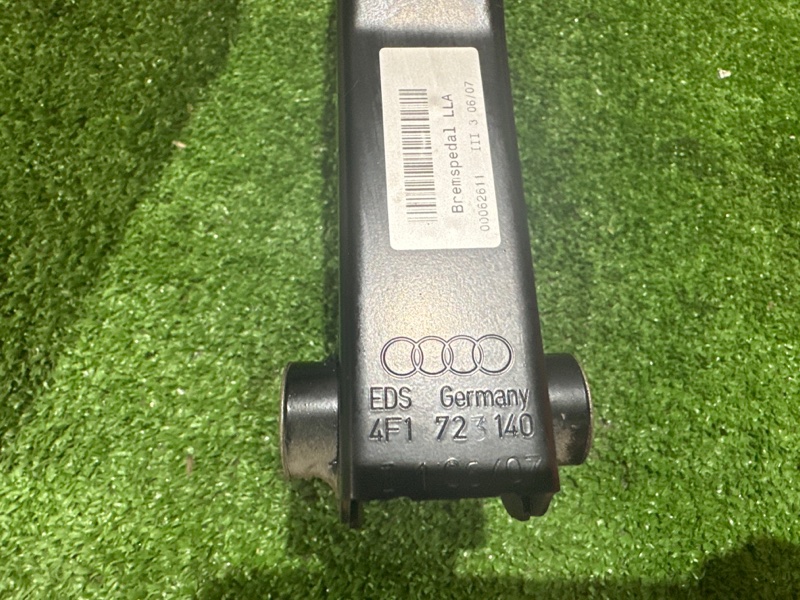 Bremspedal LLA
00062611 III 3 06/07
EDS Germany
4F1 723 140